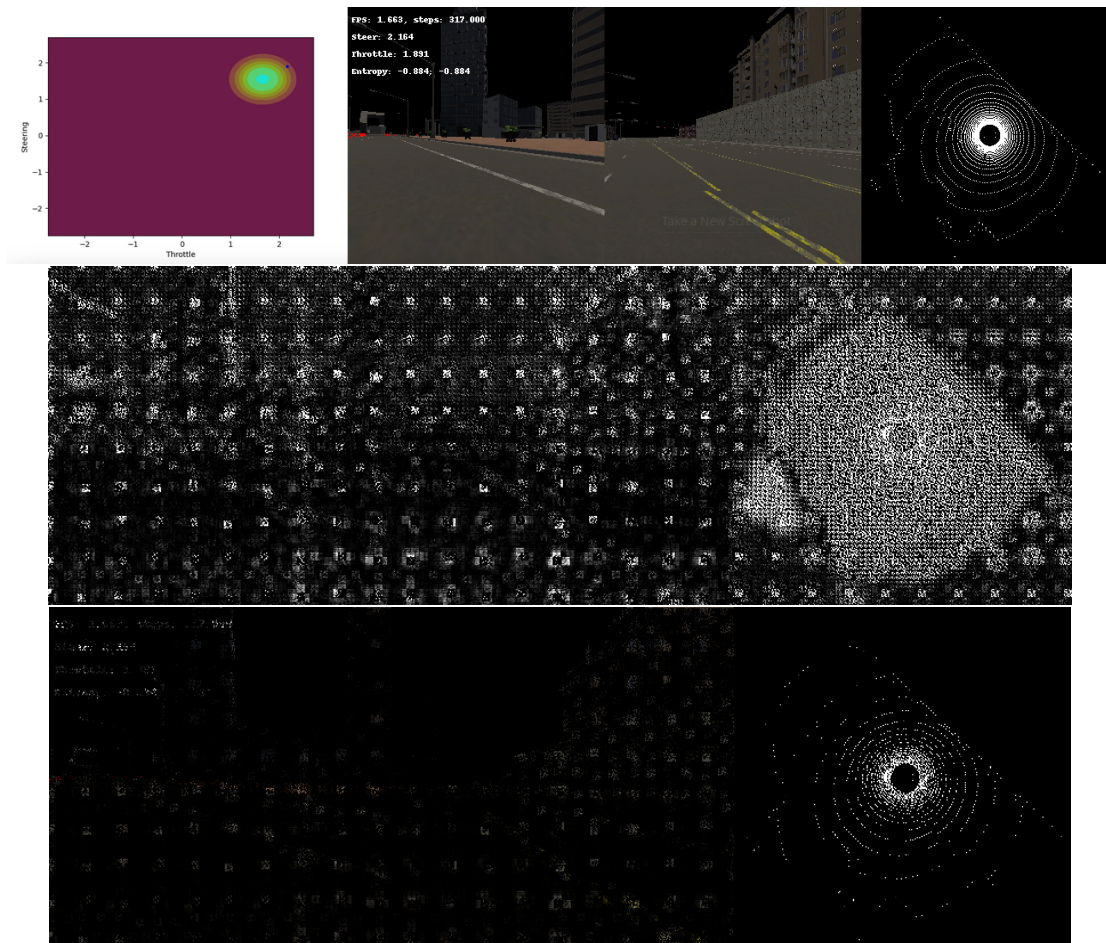 FPS: 1.663, steps: 317.000
Steer: 2.164
Throttle: 1.891
Entropy: -0.884; -0.884
2
1
0
−1
−2
Steering
−2 −1 0 1 2
Throttle
Take a New Screenshot